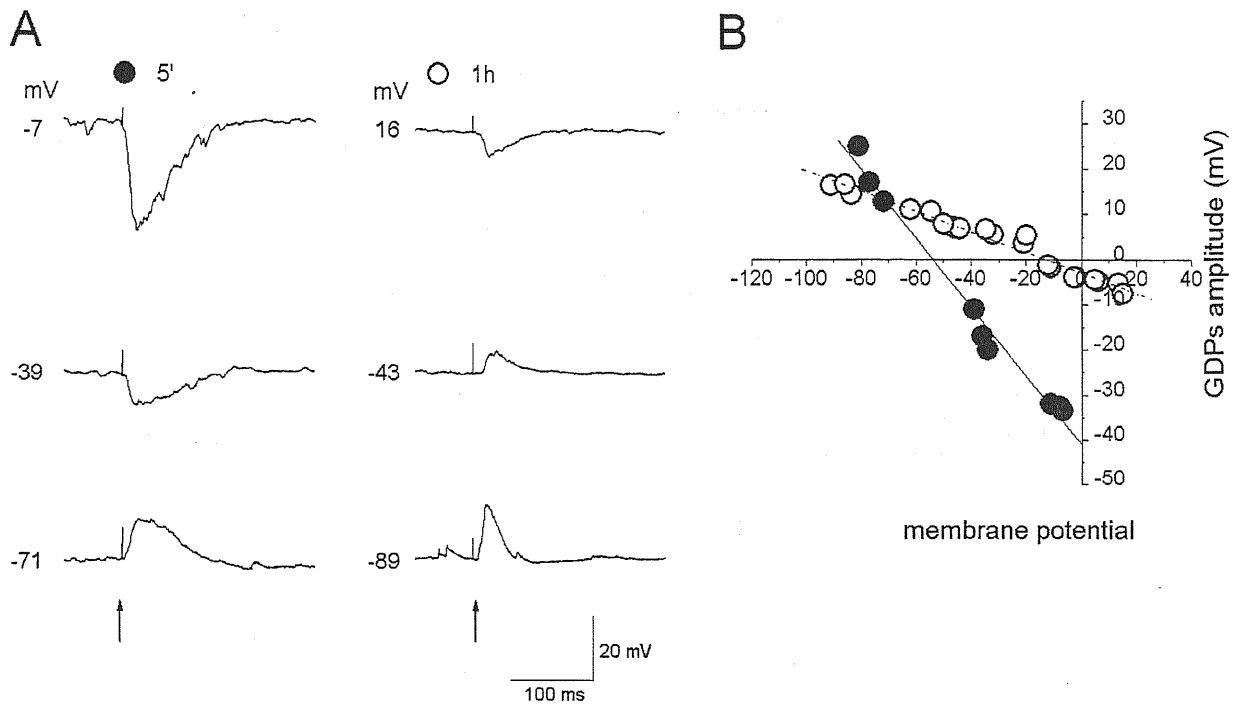 A
5'
1h
mV
-7
-39
-71
mV
16
-43
-89
20 mV
100 ms
B
30
20
10
0
-10
-20
-30
-40
-50
-120 -100 -80 -60 -40 -20 20 40
GDPs amplitude (mV)
membrane potential